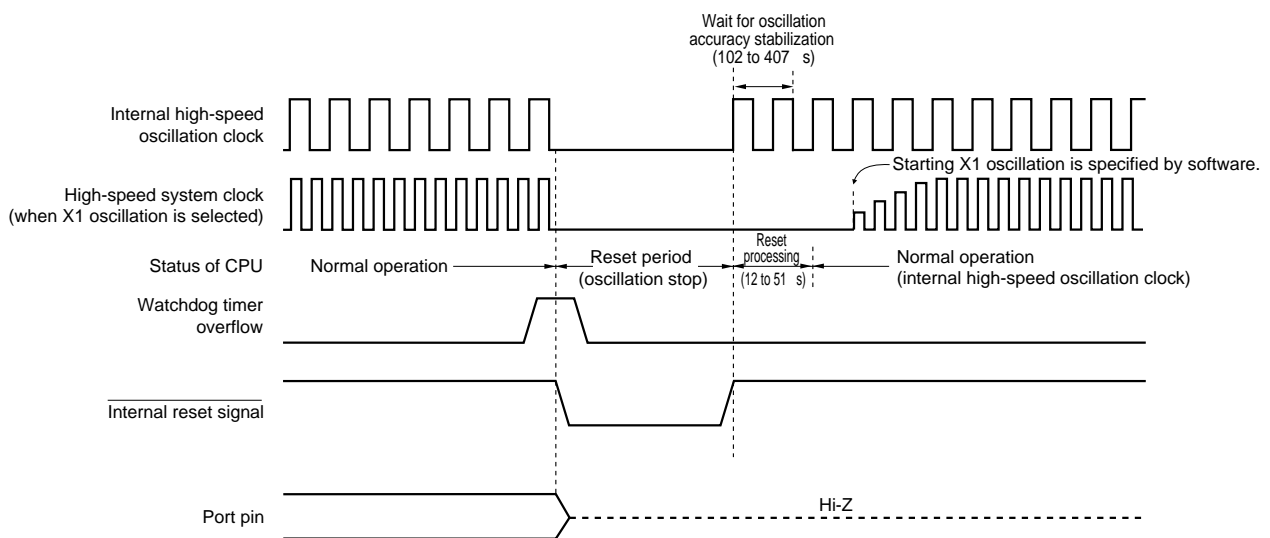 Wait for oscillation
accuracy stabilization
(102 to 407 s)
Internal high-speed
oscillation clock
Starting X1 oscillation is specified by software.
High-speed system clock
(when X1 oscillation is selected)
Status of CPU
Normal operation
Reset period
(oscillation stop)
Reset
processing
(12 to 51 s)
Normal operation
(internal high-speed oscillation clock)
Watchdog timer
overflow
Internal reset signal
Hi-Z
Port pin